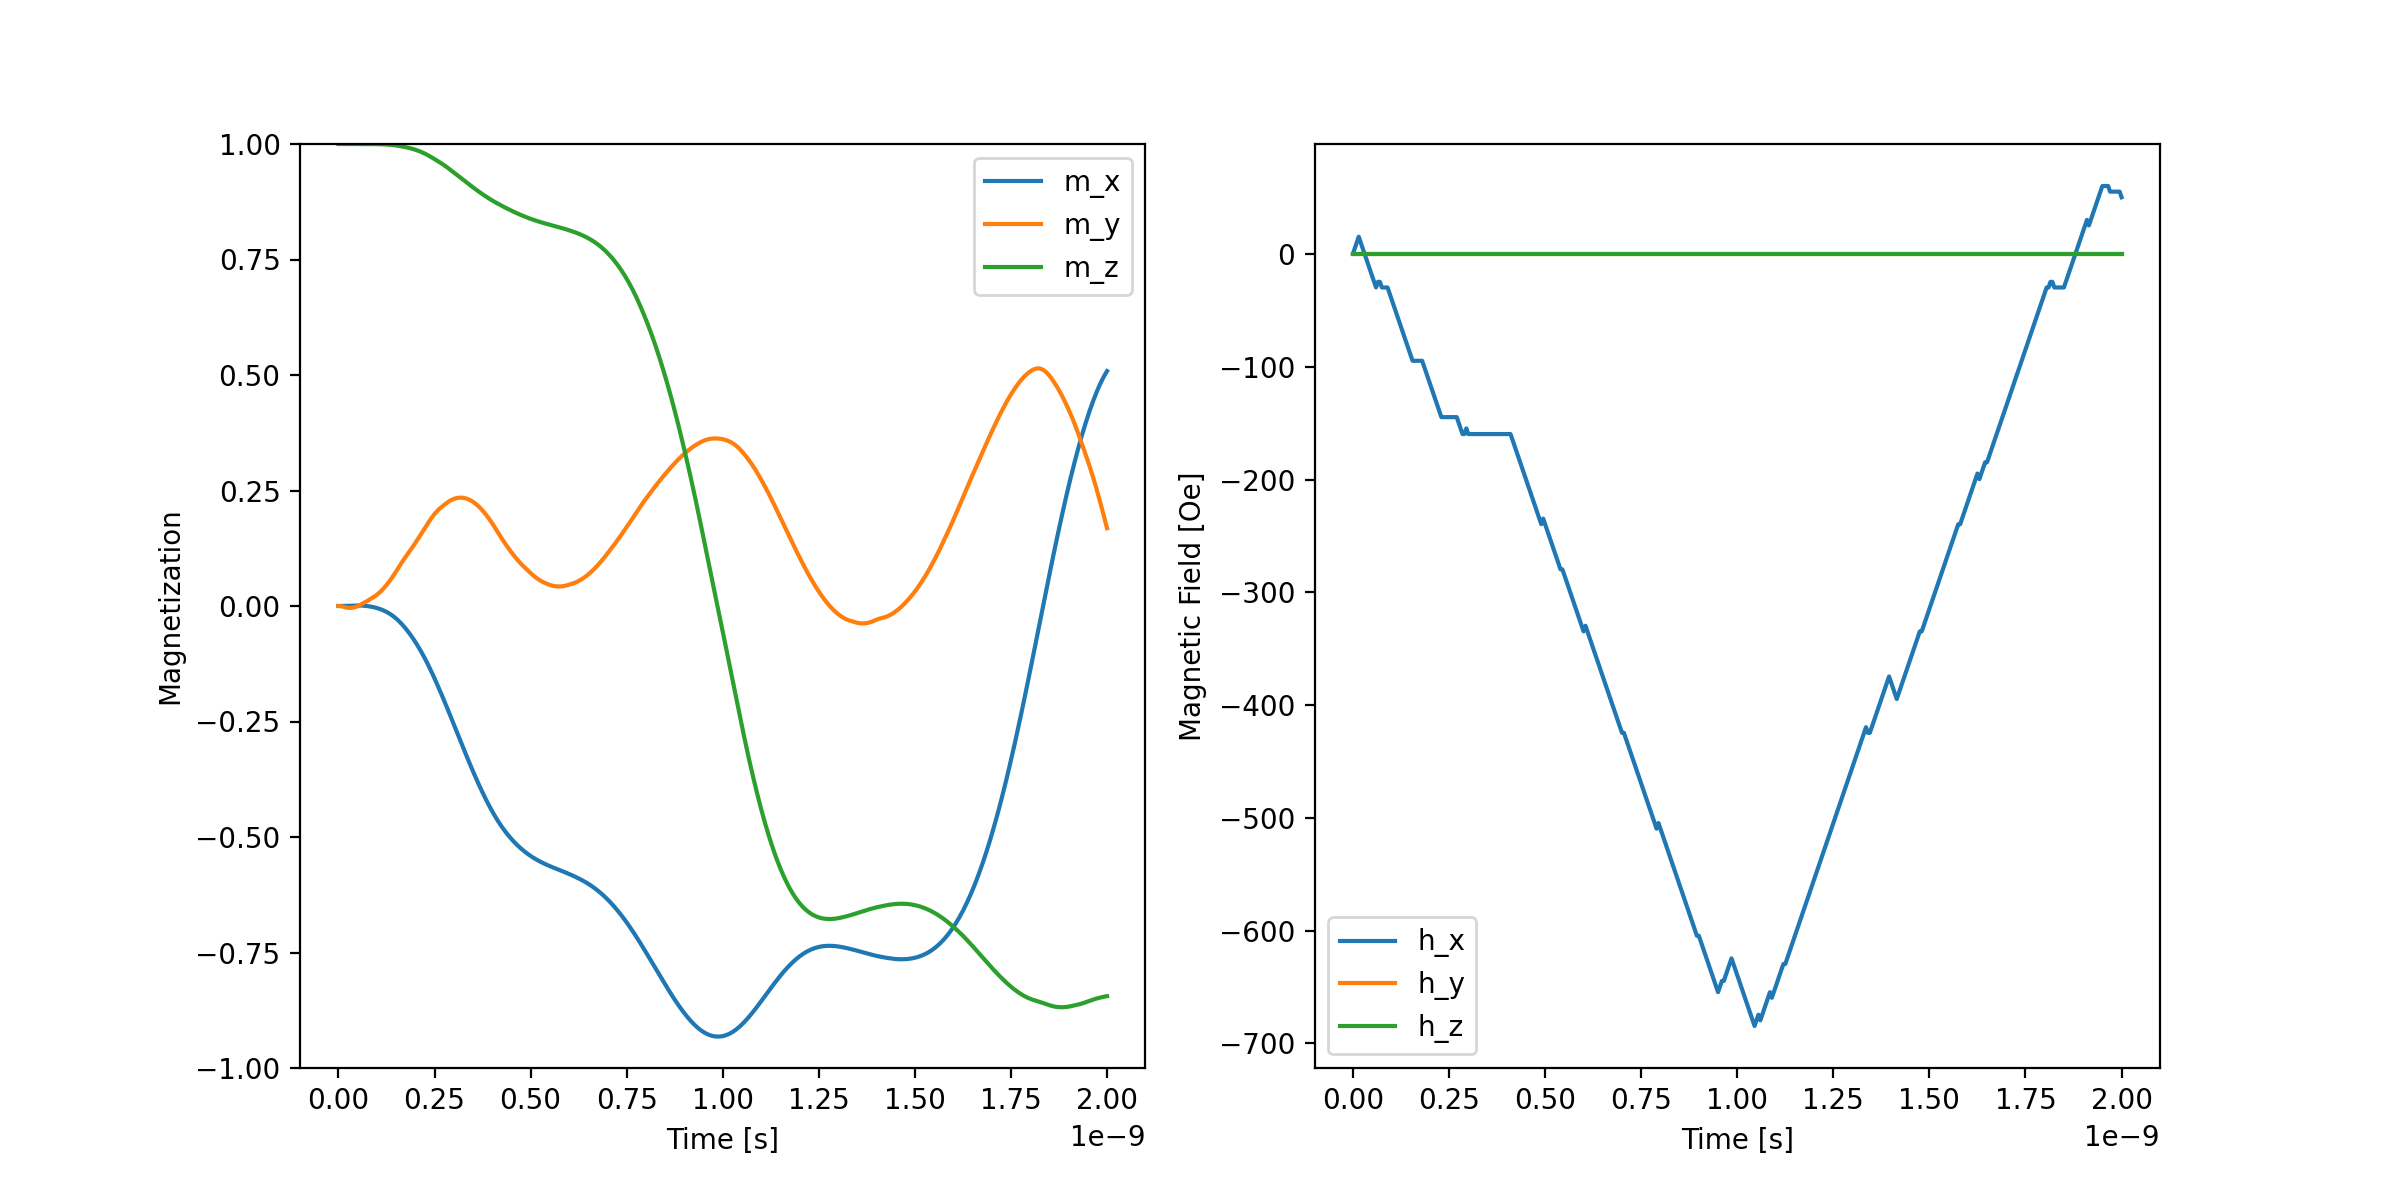 1.00
0.75
0.50
0.25
0.00
−0.25
−0.50
−0.75
−1.00
Magnetization
m_x
m_y
m_z
0.00 0.25 0.50 0.75 1.00 1.25 1.50 1.75 2.00
Time [s]
1e−9
0
−100
−200
−300
−400
−500
−600
−700
Magnetic Field [Oe]
h_x
h_y
h_z
0.00 0.25 0.50 0.75 1.00 1.25 1.50 1.75 2.00
Time [s]
1e−9